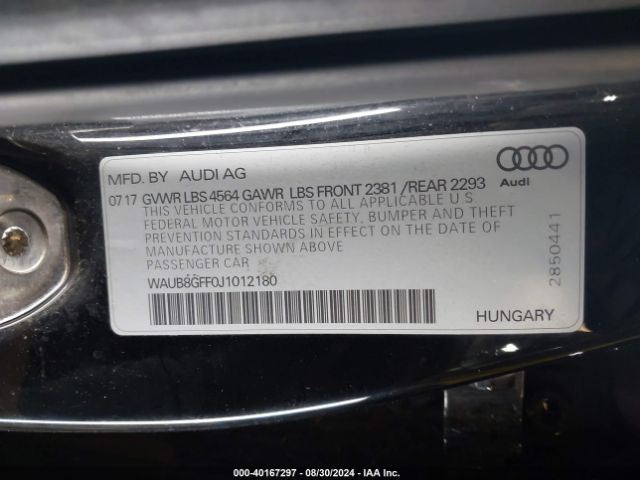 MFD. BY AUDI AG
Audi
07 17 GVWR LBS 4564 GAWR LBS FRONT 2381 /REAR 2293
THIS VEHICLE CONFORMS TO ALL APPLICABLE U S
FEDERAL MOTOR VEHICLE SAFETY, BUMPER AND THEFT
PREVENTION STANDARDS IN EFFECT ON THE DATE OF
MANUFACTURE SHOWN ABOVE
PASSENGER CAR
WAUB8GFF0J1012180
2850441
HUNGARY
000-40167297 - 08/30/2024 - IAA Inc.